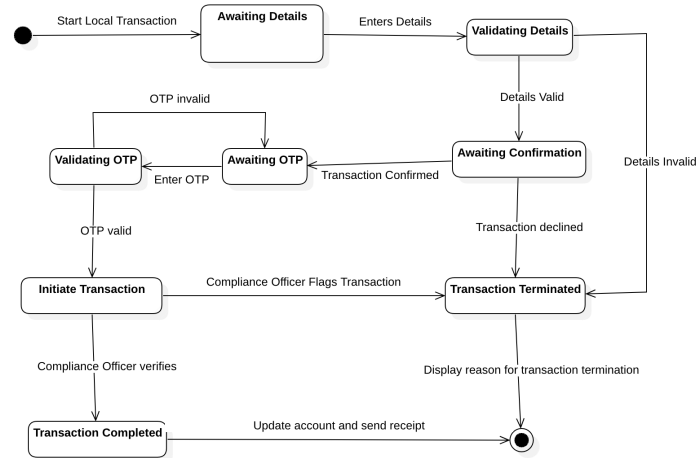 Start Local Transaction
Awaiting Details
Enters Details
Validating Details
OTP invalid
Details Valid
Validating OTP
Awaiting OTP
Awaiting Confirmation
Details Invalid
Enter OTP
Transaction Confirmed
OTP valid
Transaction declined
Initiate Transaction
Compliance Officer Flags Transaction
Transaction Terminated
Compliance Officer verifies
Display reason for transaction termination
Transaction Completed
Update account and send receipt